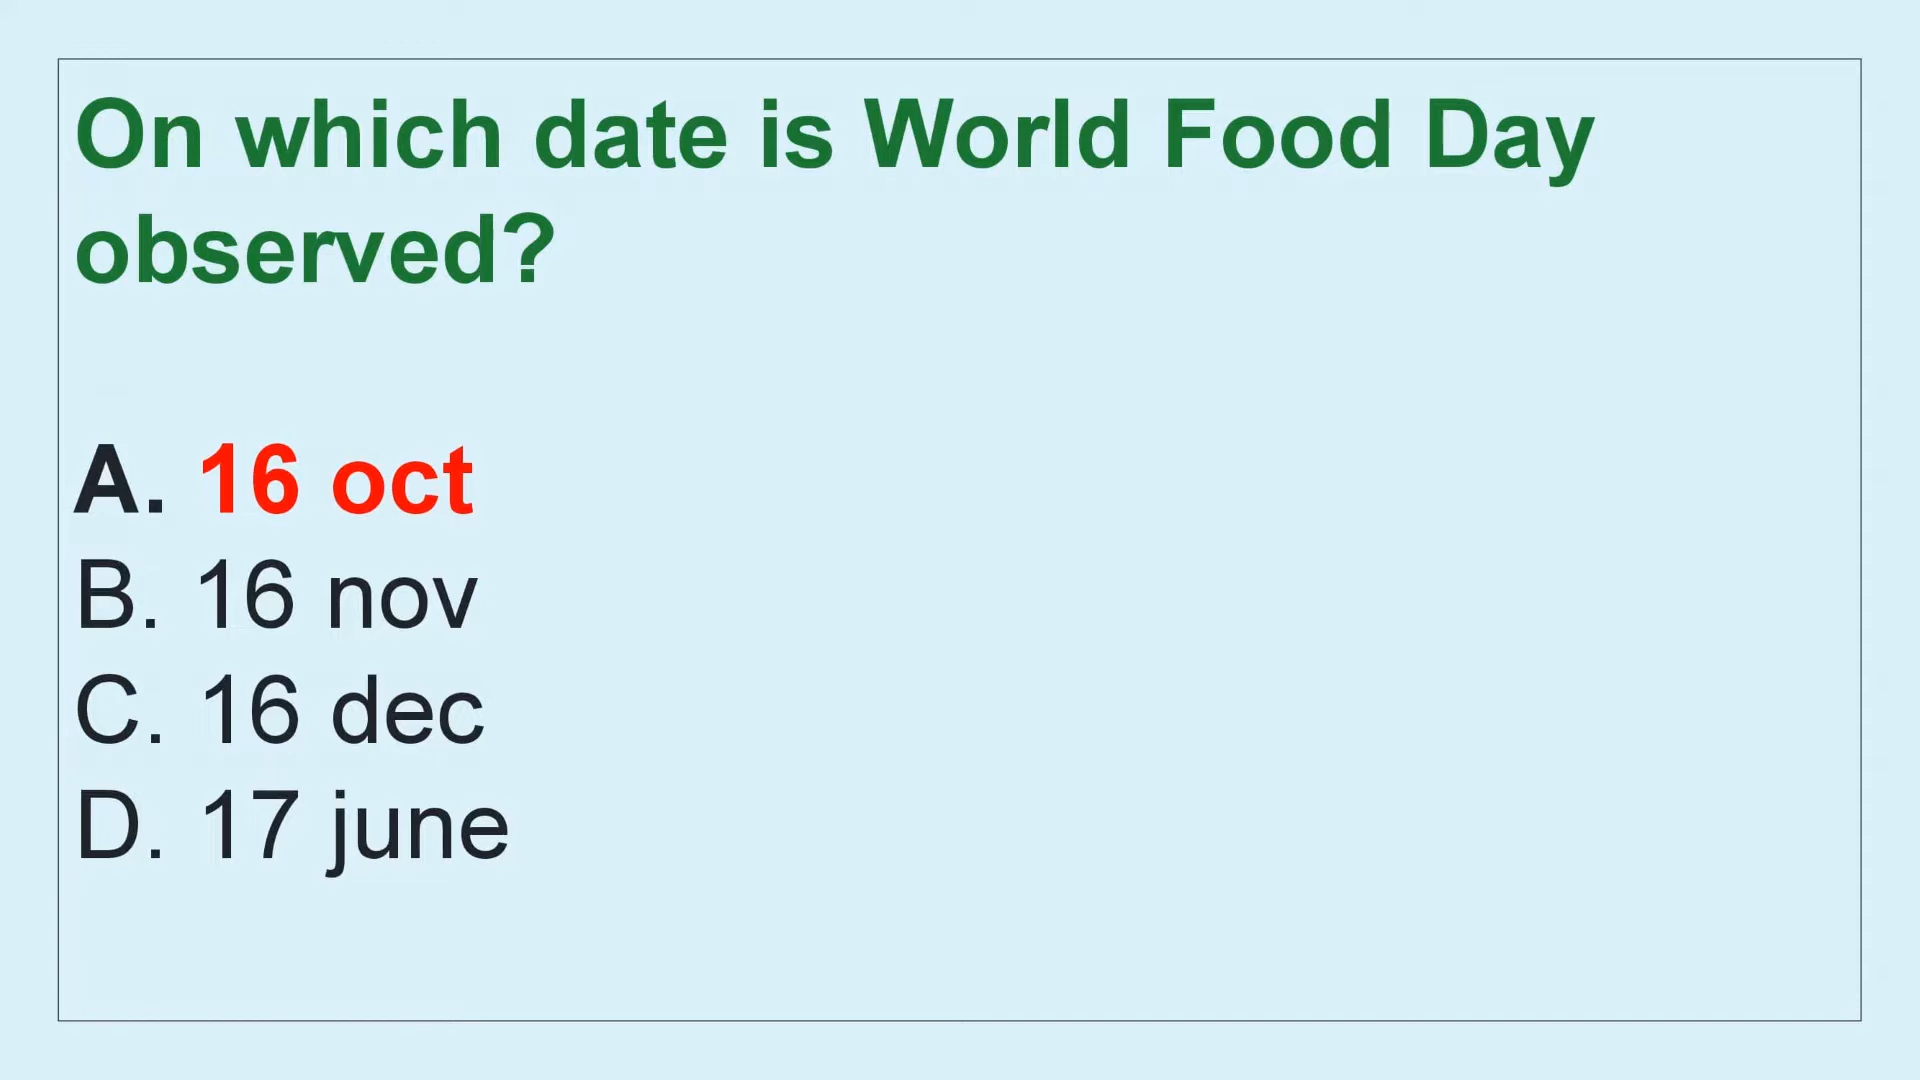 On which date is World Food Day
observed?
A. 16 oct
B. 16 nov
C. 16 dec
D. 17 june